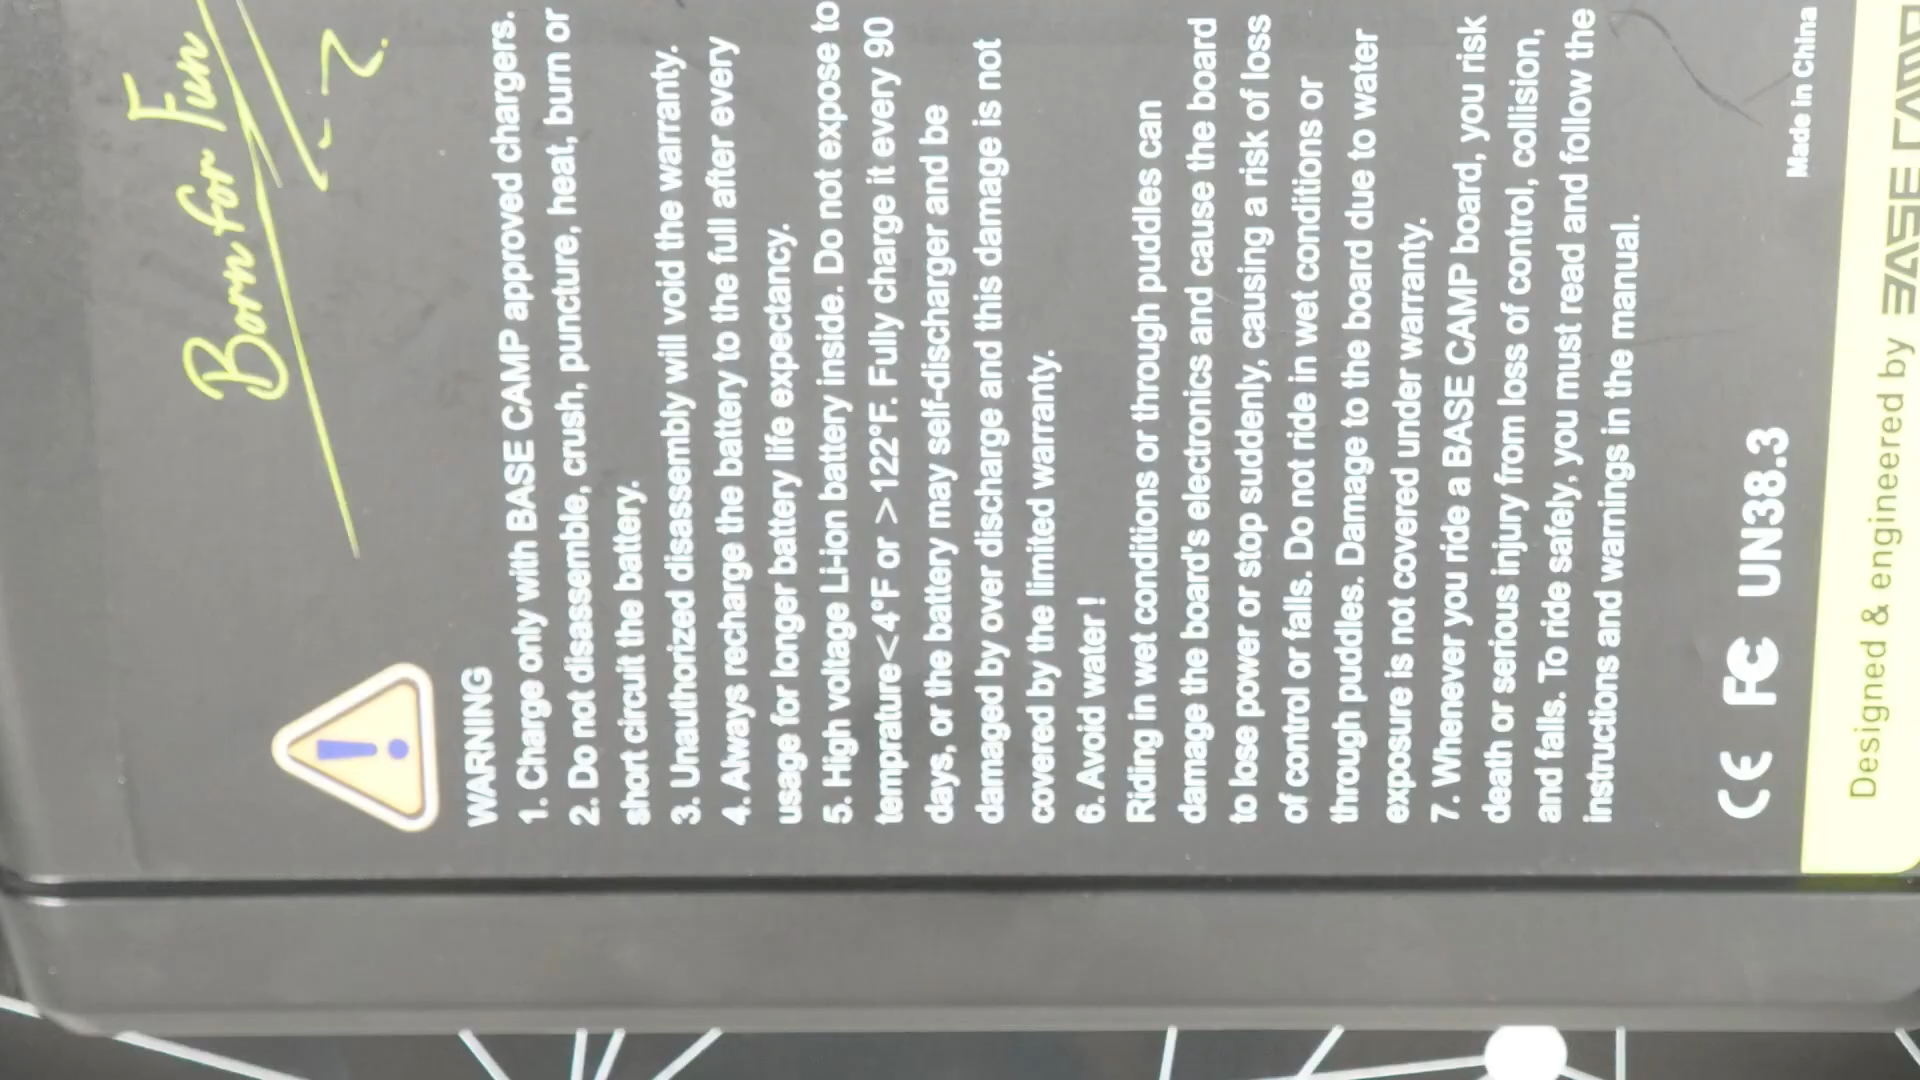 Born for Fun
WARNING
1. Charge only with BASE CAMP approved chargers.
2. Do not disassemble, crush, puncture, heat, burn or
short circuit the battery.
3. Unauthorized disassembly will void the warranty.
4. Always recharge the battery to the full after every
usage for longer battery life expectancy.
5. High voltage Li-ion battery inside. Do not expose to
temprature<4°F or >122°F. Fully charge it every 90
days, or the battery may self-discharger and be
damaged by over discharge and this damage is not
covered by the limited warranty.
6. Avoid water !
Riding in wet conditions or through puddles can
damage the board's electronics and cause the board
to lose power or stop suddenly, causing a risk of loss
of control or falls. Do not ride in wet conditions or
through puddles. Damage to the board due to water
exposure is not covered under warranty.
7. Whenever you ride a BASE CAMP board, you risk
death or serious injury from loss of control, collision,
and falls. To ride safely, you must read and follow the
instructions and warnings in the manual.
CE FC UN38.3
Made in China
Designed & engineered by BASE CAMP